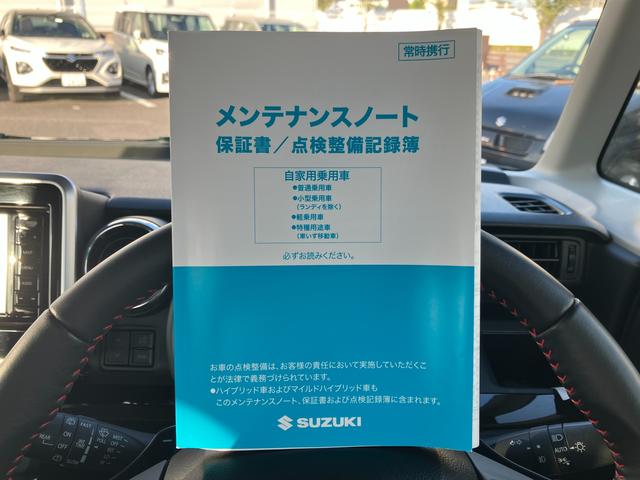 常時携行
メンテナンスノート
保証書／点検整備記録簿
自家用乗用車
●普通乗用車
●小型乗用車
(ランディを除く)
●軽乗用車
●特種用途車
(車いす移動車)
必ずお読みください。
お車の点検整備は、お客様の責任において実施していただくこ
とが法律で義務づけられています。
●ハイブリッド車およびマイルドハイブリッド車も
このメンテナンスノート、保証書および点検記録簿に含まれます。
SUZUKI
REAR
FAST
PULL
OFF
MIST
AUTO